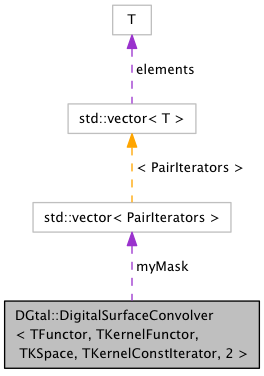 T
elements
std::vector< T >
< PairIterators >
std::vector< PairIterators >
myMask
DGtal::DigitalSurfaceConvolver
< TFunctor, TKernelFunctor,
TKSpace, TKernelConstIterator, 2 >